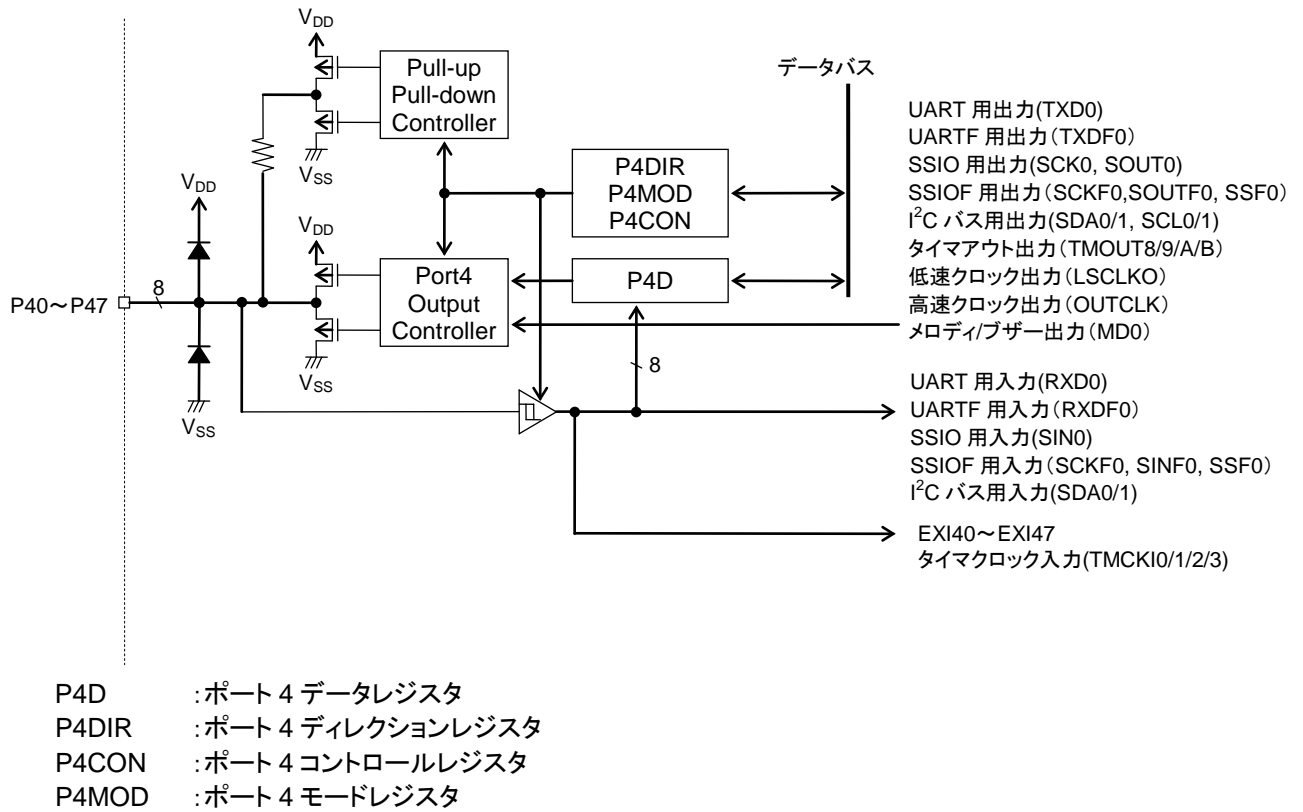 VDD
Pull-up
Pull-down
Controller
VSS
データバス
P4DIR
P4MOD
P4CON
VDD
VDD
P40～P47
8
Port4
Output
Controller
P4D
8
VSS
VSS
UART 用出力(TXD0)
UARTF 用出力（TXDF0）
SSIO 用出力(SCK0, SOUT0)
SSIOF 用出力（SCKF0,SOUTF0, SSF0）
I²C バス用出力(SDA0/1, SCL0/1)
タイマアウト出力（TMOUT8/9/A/B）
低速クロック出力（LSCLKO）
高速クロック出力（OUTCLK）
メロディ/ブザー出力（MD0）
UART 用入力(RXD0)
UARTF 用入力（RXDF0）
SSIO 用入力(SIN0)
SSIOF 用入力（SCKF0, SINF0, SSF0）
I²C バス用入力(SDA0/1)
EXI40～EXI47
タイマクロック入力(TMCKI0/1/2/3)
P4D :ポート 4 データレジスタ
P4DIR :ポート 4 ディレクションレジスタ
P4CON :ポート 4 コントロールレジスタ
P4MOD :ポート 4 モードレジスタ